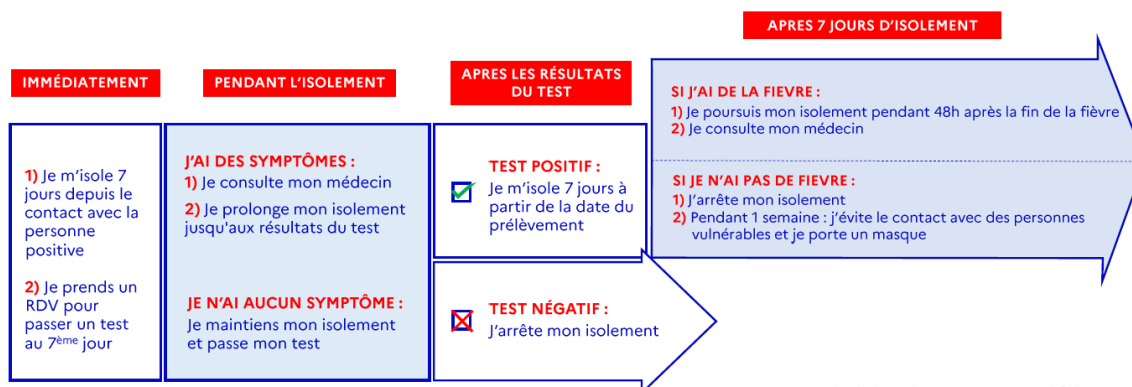 IMMÉDIATEMENT
1) Je m'isole 7
jours depuis le
contact avec la
personne
positive
2) Je prends un
RDV pour
passer un test
au 7ème jour
PENDANT L'ISOLEMENT
J'AI DES SYMPTÔMES :
1) Je consulte mon médecin
2) Je prolonge mon isolement
jusqu'aux résultats du test
JE N'AI AUCUN SYMPTÔME :
Je maintiens mon isolement
et passe mon test
APRES LES RÉSULTATS
DU TEST
TEST POSITIF :
Je m'isole 7 jours à
partir de la date du
prélèvement
TEST NÉGATIF :
J'arrête mon isolement
APRES 7 JOURS D'ISOLEMENT
SI J'AI DE LA FIEVRE :
1) Je poursuis mon isolement pendant 48h après la fin de la fièvre
2) Je consulte mon médecin
SI JE N'AI PAS DE FIEVRE :
1) J'arrête mon isolement
2) Pendant 1 semaine : j'évite le contact avec des personnes
vulnérables et je porte un masque